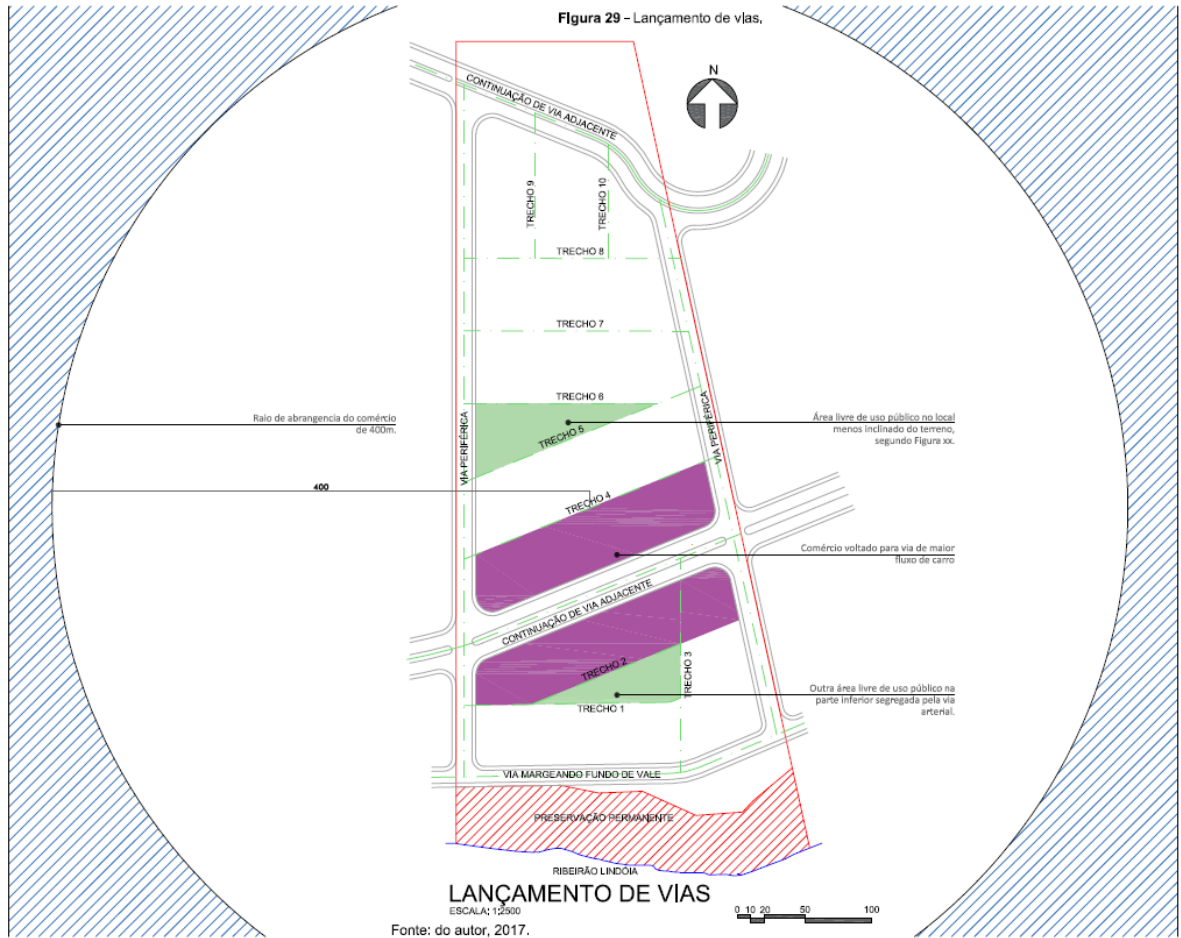 Figura 29 – Lançamento de vias.
N
CONTINUAÇÃO DE VIA ADJACENTE
TRECHO 9
TRECHO 10
TRECHO 8
TRECHO 7
TRECHO 6
Raio de abrangencia do comércio
de 400m.
VIA PERIFÉRICA
TRECHO 5
VIA PERIFÉRICA
Área livre de uso público no local
menos inclinado do terreno,
segundo Figura xx.
400
TRECHO 4
Comércio voltado para via de maior
fluxo de carro
CONTINUAÇÃO DE VIA ADJACENTE
TRECHO 2
TRECHO 3
Outra área livre de uso público na
parte inferior segregada pela via
arterial.
TRECHO 1
VIA MARGEANDO FUNDO DE VALE
PRESERVAÇÃO PERMANENTE
RIBEIRÃO LINDÓIA
LANÇAMENTO DE VIAS
ESCALA: 1:2500
0 10 20 50 100
Fonte: do autor, 2017.